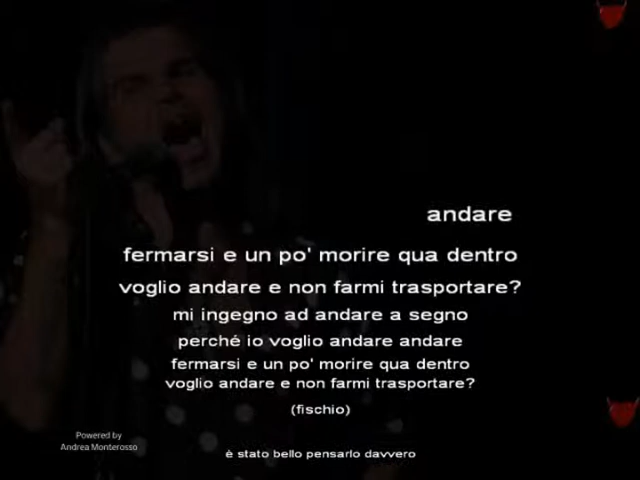 andare
fermarsi e un po' morire qua dentro
voglio andare e non farmi trasportare?
mi ingegno ad andare a segno
perché io voglio andare andare
fermarsi e un po' morire qua dentro
voglio andare e non farmi trasportare?
(fischio)
Powered by
Andrea Monterosso
è stato bello pensarlo davvero